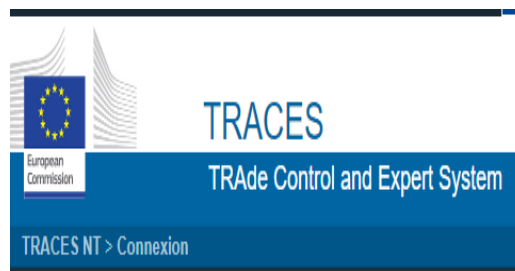 TRACES
European
Commission
TRAde Control and Expert System
TRACES NT > Connexion